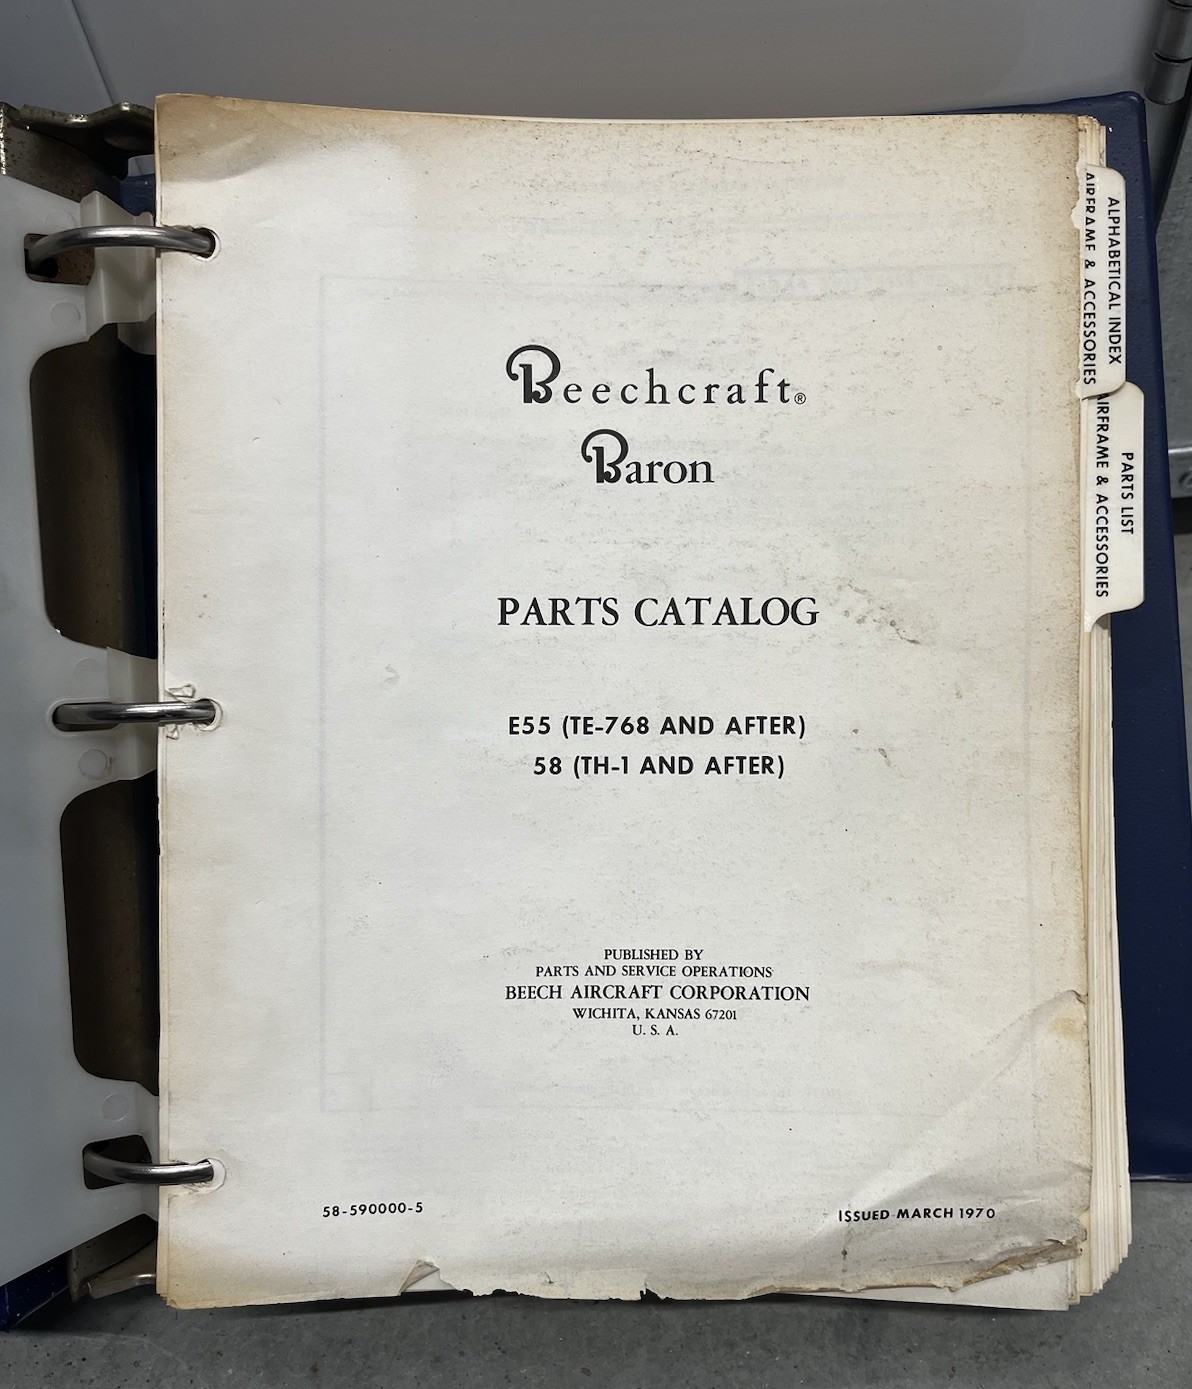 Beechcraft®
Baron
PARTS CATALOG
E55 (TE-768 AND AFTER)
58 (TH-1 AND AFTER)
PUBLISHED BY
PARTS AND SERVICE OPERATIONS
BEECH AIRCRAFT CORPORATION
WICHITA, KANSAS 67201
U. S. A.
58-590000-5
ISSUED MARCH 1970
ALPHABETICAL INDEX
AIRFRAME & ACCESSORIES
PARTS LIST
AIRFRAME & ACCESSORIES